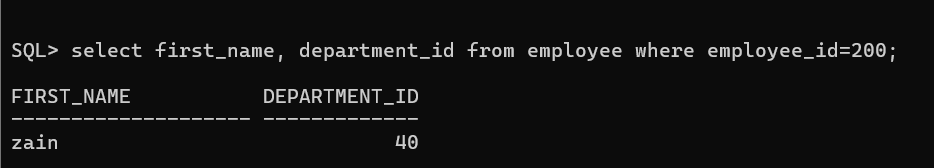 SQL> select first_name, department_id from employee where employee_id=200;
FIRST_NAME           DEPARTMENT_ID
-------------------- -------------
zain                            40